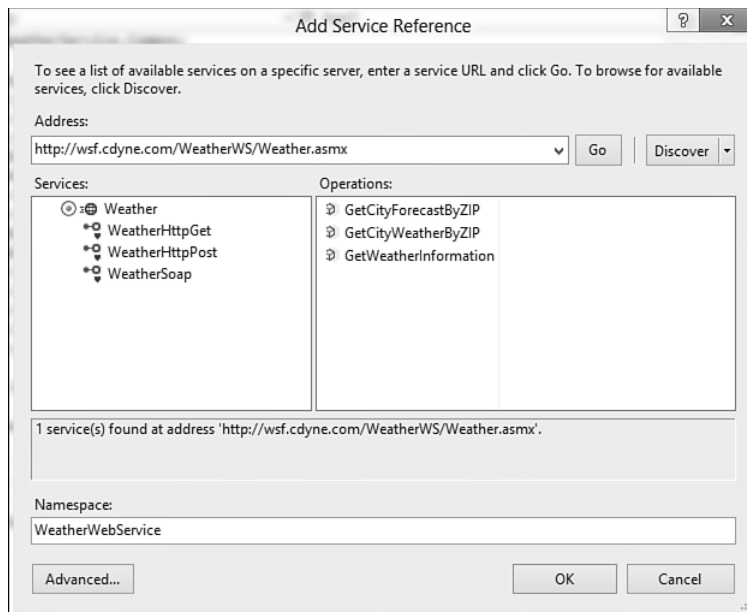 Add Service Reference
? X
To see a list of available services on a specific server, enter a service URL and click Go. To browse for available
services, click Discover.
Address:
http://wsf.cdyne.com/WeatherWS/Weather.asmx
Go
Discover
Services:
Operations:
Weather
WeatherHttpGet
WeatherHttpPost
WeatherSoap
GetCityForecastByZIP
GetCityWeatherByZIP
GetWeatherInformation
1 service(s) found at address 'http://wsf.cdyne.com/WeatherWS/Weather.asmx'.
Namespace:
WeatherWebService
Advanced...
OK
Cancel